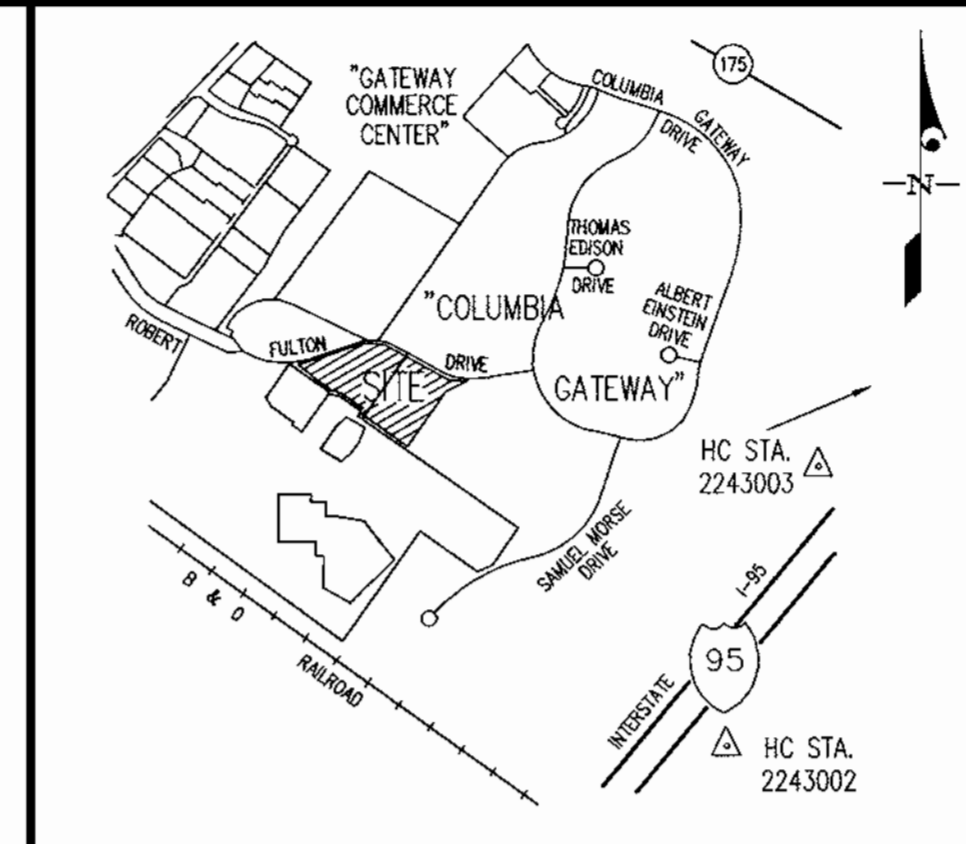 "GATEWAY
COMMERCE
CENTER"
COLUMBIA
GATEWAY
DRIVE
175
N
THOMAS
EDISON
DRIVE
ALBERT
EINSTEIN
DRIVE
"COLUMBIA
GATEWAY"
ROBERT
FULTON
DRIVE
SITE
HC STA.
2243003
SAMUEL MORSE
DRIVE
B & O
RAILROAD
I-95
95
INTERSTATE
HC STA.
2243002